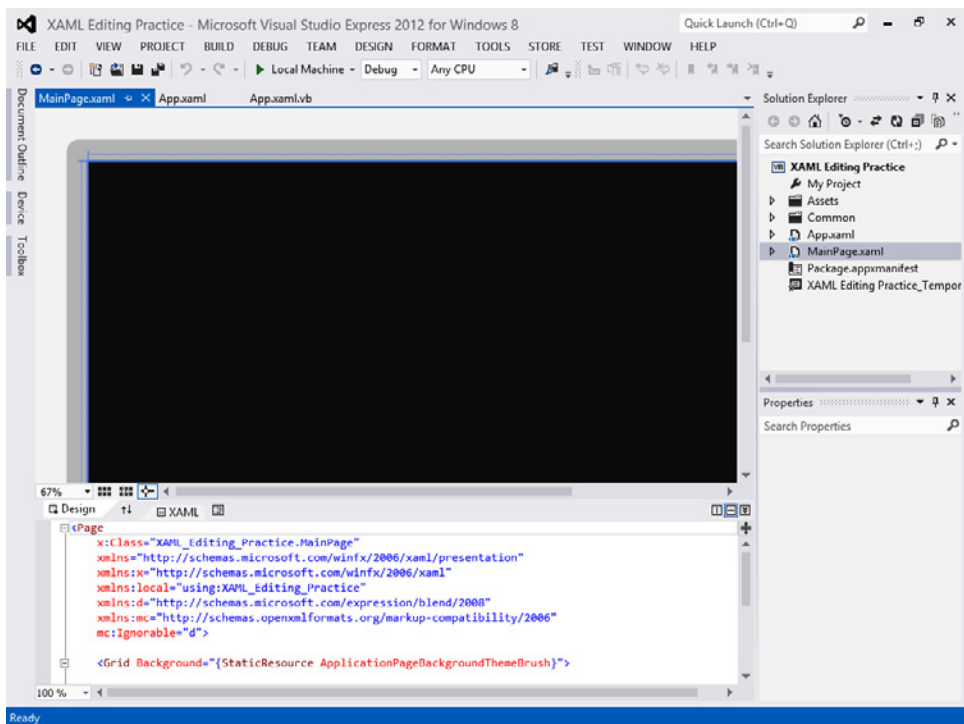 XAML Editing Practice - Microsoft Visual Studio Express 2012 for Windows 8
Quick Launch (Ctrl+Q)
FILE EDIT VIEW PROJECT BUILD DEBUG TEAM DESIGN FORMAT TOOLS STORE TEST WINDOW HELP
Local Machine Debug Any CPU
Document Outline
Device
Toolbox
MainPage.xaml App.xaml App.xaml.vb
67%
Design XAML
<Page
x:Class="XAML_Editing_Practice.MainPage"
xmlns="http://schemas.microsoft.com/winfx/2006/xaml/presentation"
xmlns:x="http://schemas.microsoft.com/winfx/2006/xaml"
xmlns:local="using:XAML_Editing_Practice"
xmlns:d="http://schemas.microsoft.com/expression/blend/2008"
xmlns:mc="http://schemas.openxmlformats.org/markup-compatibility/2006"
mc:Ignorable="d">
<Grid Background="{StaticResource ApplicationPageBackgroundThemeBrush}">
100 %
Solution Explorer
Search Solution Explorer (Ctrl+;)
VB XAML Editing Practice
My Project
Assets
Common
App.xaml
MainPage.xaml
Package.appxmanifest
XAML Editing Practice_Tempor
Properties
Search Properties
Ready